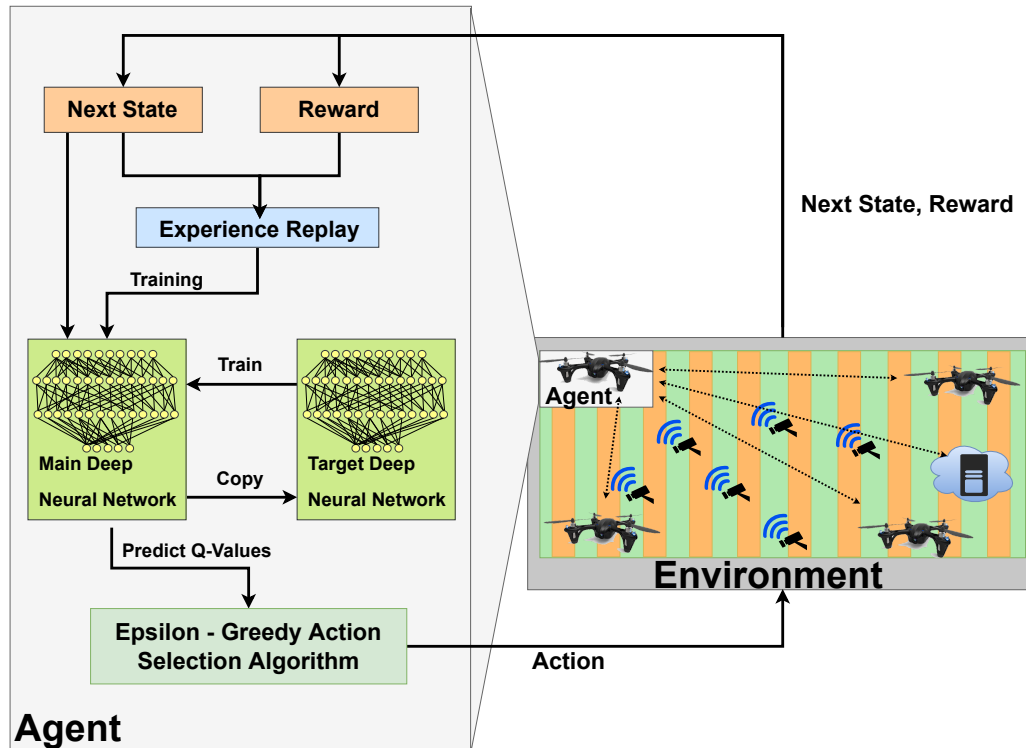 Next State
Reward
Next State, Reward
Experience Replay
Training
Train
Main Deep
Neural Network
Target Deep
Neural Network
Copy
Predict Q-Values
Epsilon - Greedy Action
Selection Algorithm
Agent
Agent
Environment
Action